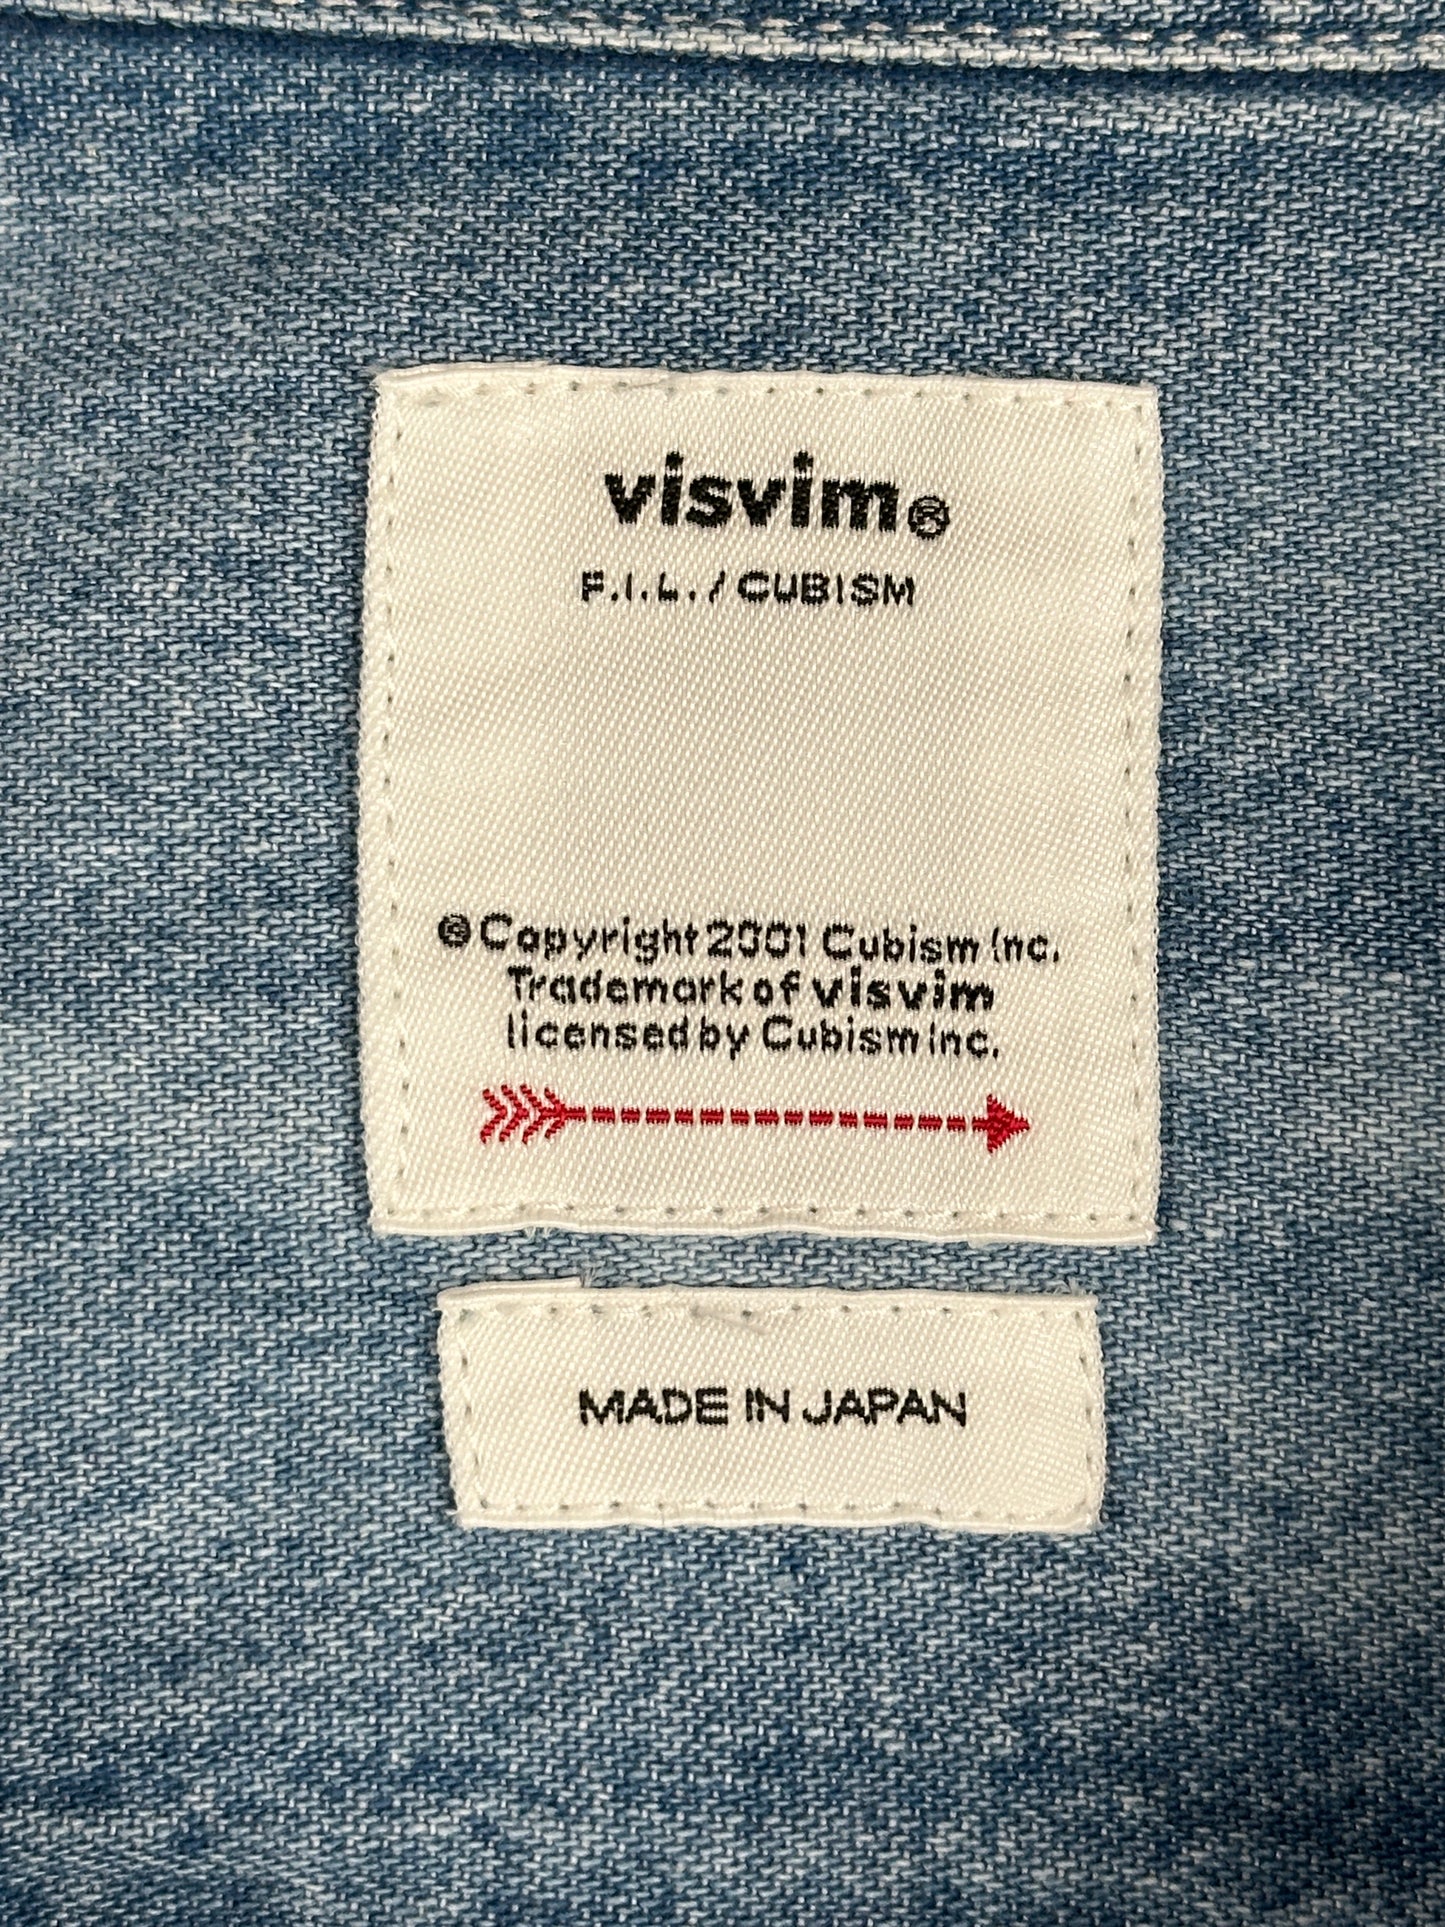 visvim®
F.I.L. / CUBISM
©Copyright 2001 Cubism Inc.
Trademark of visvim
licensed by Cubism Inc.
MADE IN JAPAN